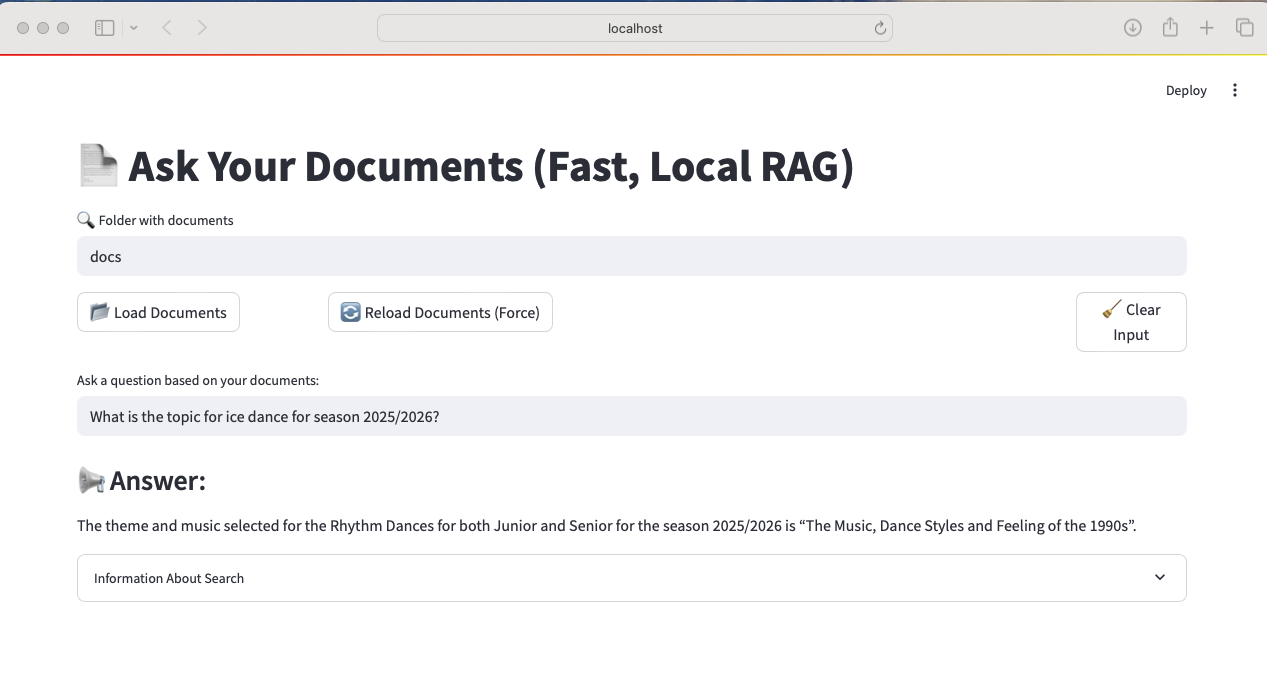 localhost
Deploy
Ask Your Documents (Fast, Local RAG)
Folder with documents
docs
Load Documents
Reload Documents (Force)
Clear
Input
Ask a question based on your documents:
What is the topic for ice dance for season 2025/2026?
Answer:
The theme and music selected for the Rhythm Dances for both Junior and Senior for the season 2025/2026 is “The Music, Dance Styles and Feeling of the 1990s”.
Information About Search